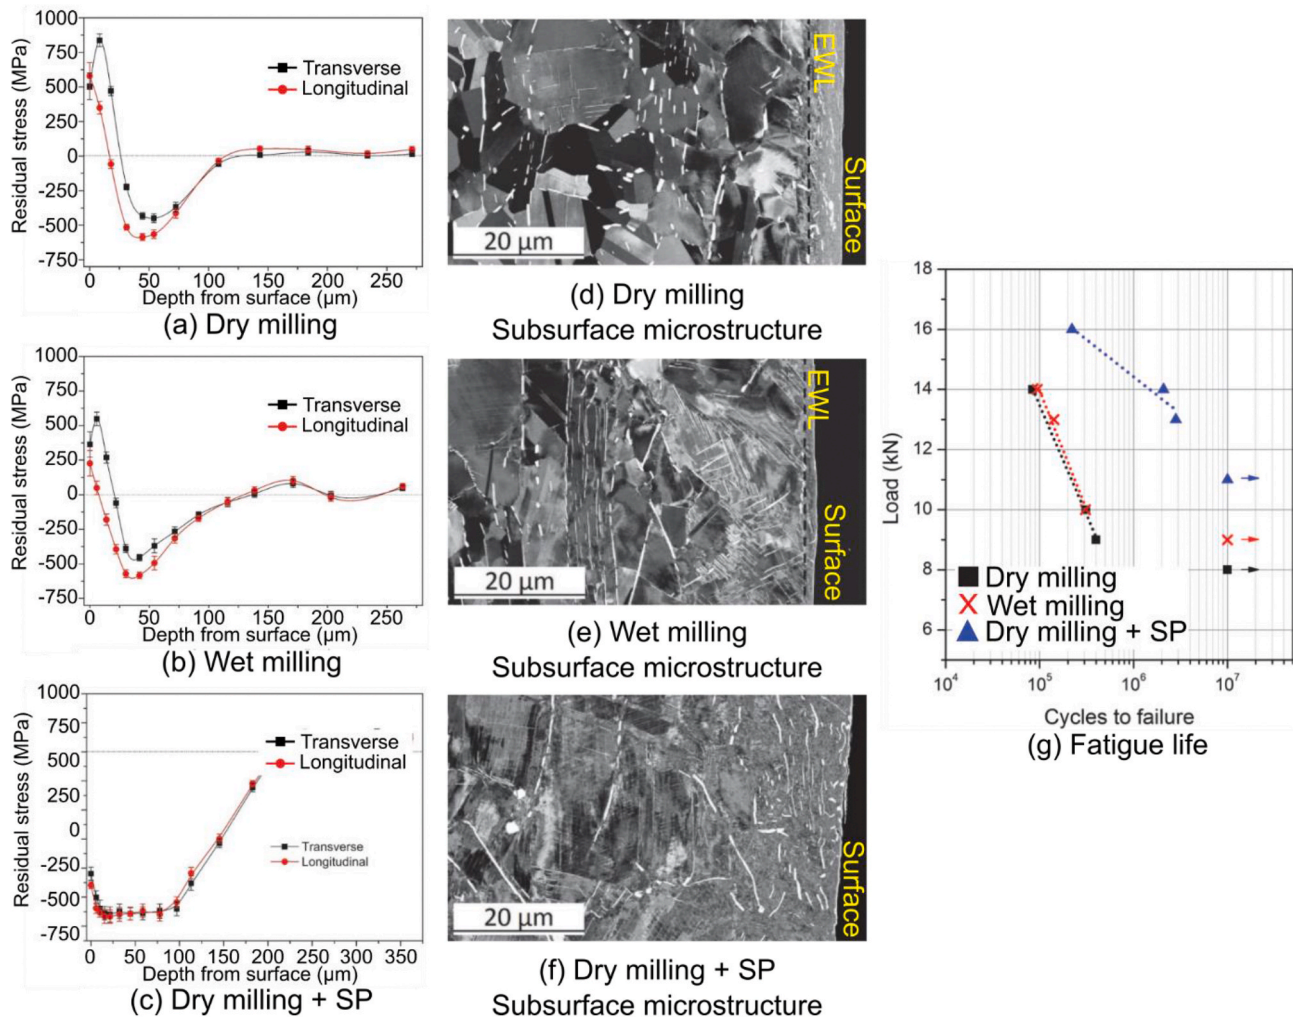 1000
750
500
250
0
-250
-500
-750
Residual stress (MPa)
Transverse
Longitudinal
0 50 100 150 200 250
Depth from surface (µm)
(a) Dry milling
EWL
Surface
20 µm
(d) Dry milling
Subsurface microstructure
1000
750
500
250
0
-250
-500
-750
Residual stress (MPa)
Transverse
Longitudinal
0 50 100 150 200 250
Depth from surface (µm)
(b) Wet milling
EWL
Surface
20 µm
(e) Wet milling
Subsurface microstructure
1000
750
500
250
0
-250
-500
-750
Residual stress (MPa)
Transverse
Longitudinal
Transverse
Longitudinal
0 50 100 150 200 250 300 350
Depth from surface (µm)
(c) Dry milling + SP
Surface
20 µm
(f) Dry milling + SP
Subsurface microstructure
18
16
14
12
10
8
6
Load (kN)
Dry milling
Wet milling
Dry milling + SP
10⁴ 10⁵ 10⁶ 10⁷
Cycles to failure
(g) Fatigue life